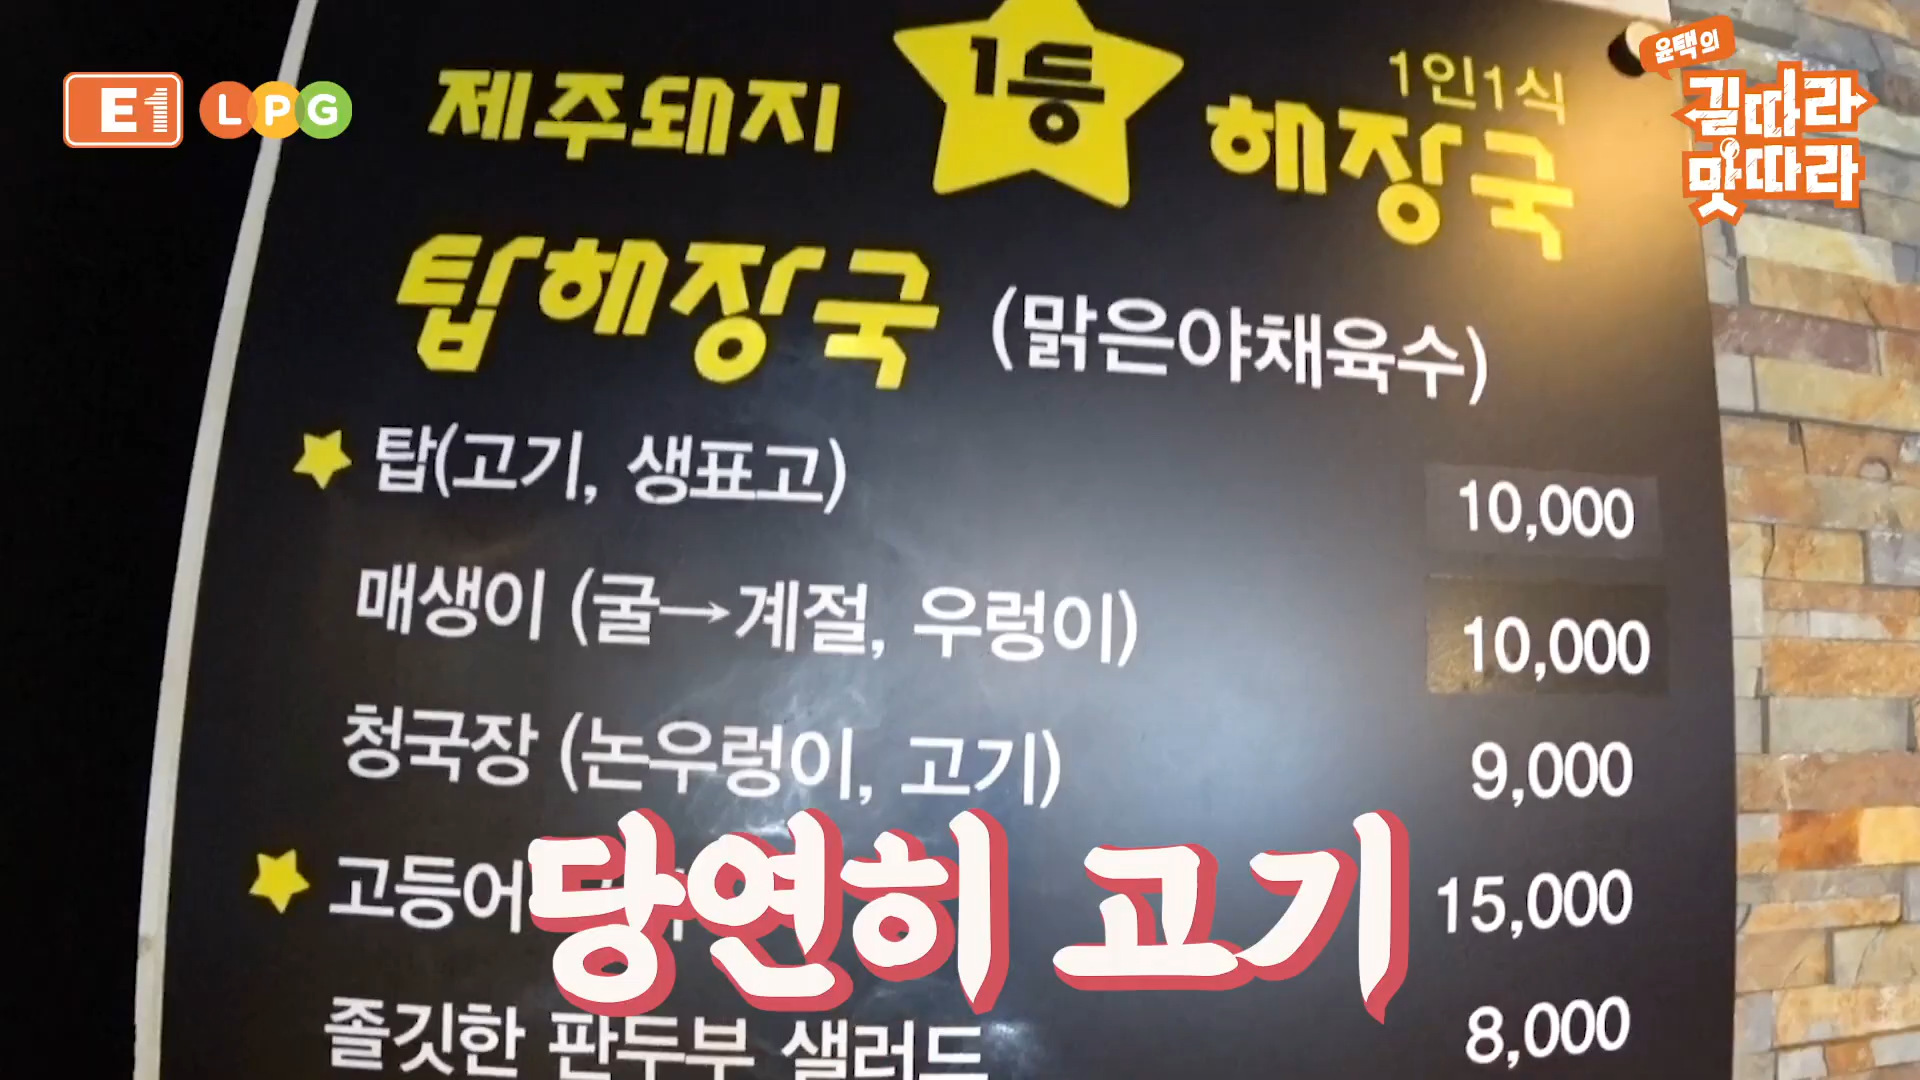 E1 LPG
윤택의
길따라
맛따라
제주돼지 1등 해장국
1인1식
탑해장국 (맑은야채육수)
탑(고기, 생표고) 10,000
매생이 (굴→계절, 우렁이) 10,000
청국장 (논우렁이, 고기) 9,000
고등어 15,000
당연히 고기
졸깃한 판두부 샐러드 8,000